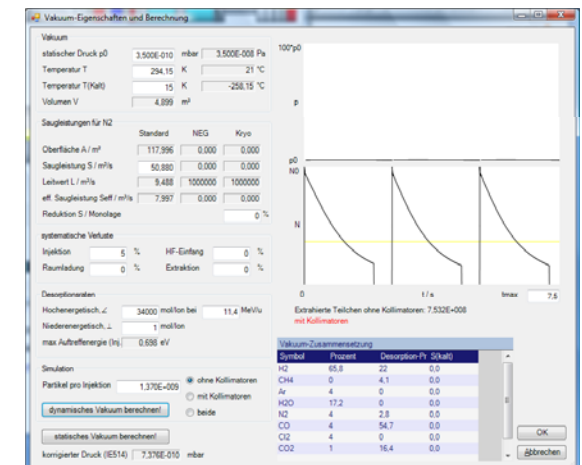 Vakuum-Eigenschaften und Berechnung
Vakuum
statischer Druck p0 3,500E-010 mbar 3,500E-008 Pa
Temperatur T 294,15 K 21 °C
Temperatur T(Kalt) 15 K -258,15 °C
Volumen V 4,899 m³
Saugleistungen für N2
Standard NEG Kryo
Oberfläche A / m² 117,996 0,000 0,000
Saugleistung S / m³/s 50,880 0,000 0,000
Leitwert L / m³/s 9,488 1000000 1000000
eff. Saugleistung Seff / m³/s 7,997 0,000 0,000
Reduktion S / Monolage 0 %
systematische Verluste
Injektion 5 % HF-Einfang 0 %
Raumladung 0 % Extraktion 0 %
Desorptionsraten
Hochenergetisch,∠ 34000 mol/ion bei 11,4 MeV/u
Niederenergetisch,⊥ 1 mol/ion
max Auftreffenergie (Inj.) 0,698 eV
Simulation
Partikel pro Injektion 1,370E+009
ohne Kollimatoren
mit Kollimatoren
beide
dynamisches Vakuum berechnen!
statisches Vakuum berechnen!
korrigierter Druck (IE514) 7,376E-010 mbar
100*p0
p
p0
N0
N
0 t / s tmax 7,5
Extrahierte Teilchen ohne Kollimatoren: 7,532E+008
mit Kollimatoren
Vakuum-Zusammensetzung
Symbol Prozent Desorption-Pr S(kalt)
H2 65,8 22 0,0
CH4 0 4,1 0,0
Ar 4 0 0,0
H2O 17,2 0 0,0
N2 4 2,8 0,0
CO 4 54,7 0,0
Cl2 4 0 0,0
CO2 1 16,4 0,0
OK
Abbrechen